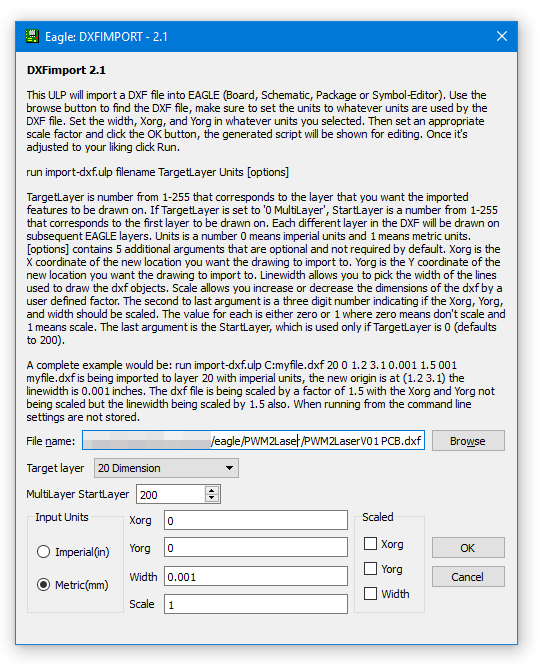 Eagle: DXFIMPORT - 2.1
DXFimport 2.1
This ULP will import a DXF file into EAGLE (Board, Schematic, Package or Symbol-Editor). Use the
browse button to find the DXF file, make sure to set the units to whatever units are used by the
DXF file. Set the width, Xorg, and Yorg in whatever units you selected. Then set an appropriate
scale factor and click the OK button, the generated script will be shown for editing. Once it's
adjusted to your liking click Run.
run import-dxf.ulp filename TargetLayer Units [options]
TargetLayer is number from 1-255 that corresponds to the layer that you want the imported
features to be drawn on. If TargetLayer is set to '0 MultiLayer', StartLayer is a number from 1-255
that corresponds to the first layer to be drawn on. Each different layer in the DXF will be drawn on
subsequent EAGLE layers. Units is a number 0 means imperial units and 1 means metric units.
[options] contains 5 additional arguments that are optional and not required by default. Xorg is the
X coordinate of the new location you want the drawing to import to. Yorg is the Y coordinate of the
new location you want the drawing to import to. Linewidth allows you to pick the width of the lines
used to draw the dxf objects. Scale allows you increase or decrease the dimensions of the dxf by a
user defined factor. The second to last argument is a three digit number indicating if the Xorg, Yorg,
and width should be scaled. The value for each is either zero or 1 where zero means don't scale and
1 means scale. The last argument is the StartLayer, which is used only if TargetLayer is 0 (defaults
to 200).
A complete example would be: run import-dxf.ulp C:myfile.dxf 20 0 1.2 3.1 0.001 1.5 001
myfile.dxf is being imported to layer 20 with imperial units, the new origin is at (1.2 3.1) the
linewidth is 0.001 inches. The dxf file is being scaled by a factor of 1.5 with the Xorg and Yorg not
being scaled but the linewidth being scaled by 1.5 also. When running from the command line
settings are not stored.
File name: /eagle/PWM2Laser/PWM2LaserV01PCB.dxf Browse
Target layer 20 Dimension
MultiLayer StartLayer 200
Input Units Xorg 0 Scaled
Imperial(in) Yorg 0 Xorg OK
Metric(mm) Width 0.001 Yorg Cancel
Scale 1 Width